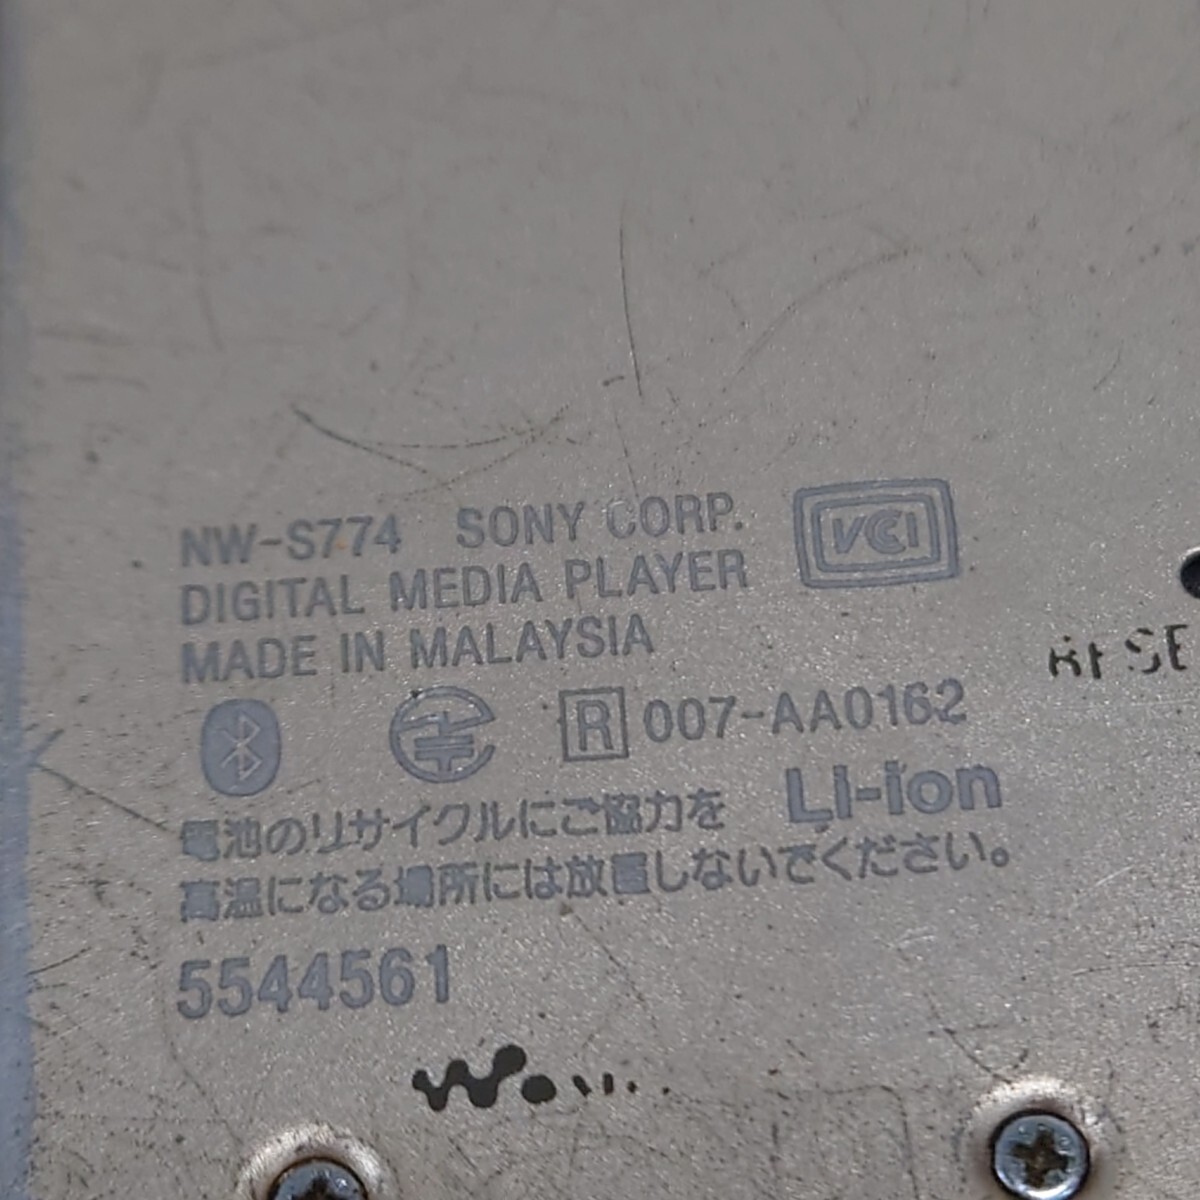 NW-S774 SONY CORP.
DIGITAL MEDIA PLAYER
VCCI
MADE IN MALAYSIA
R 007-AA0162
電池のリサイクルにご協力を Li-ion
高温になる場所には放置しないでください。
5544561